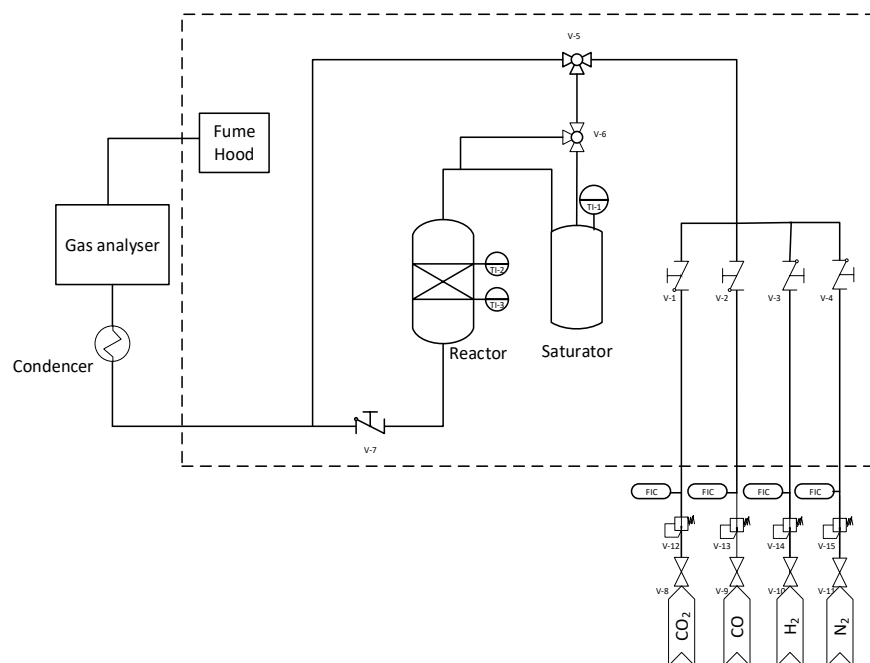 V-5
V-6
Fume
Hood
TI-1
Gas analyser
TI-2
V-1
V-2
V-3
V-4
TI-3
Reactor
Saturator
Condencer
V-7
FIC
FIC
FIC
FIC
V-12
V-13
V-14
V-15
V-8
V-9
V-10
V-11
CO₂
CO
H₂
N₂